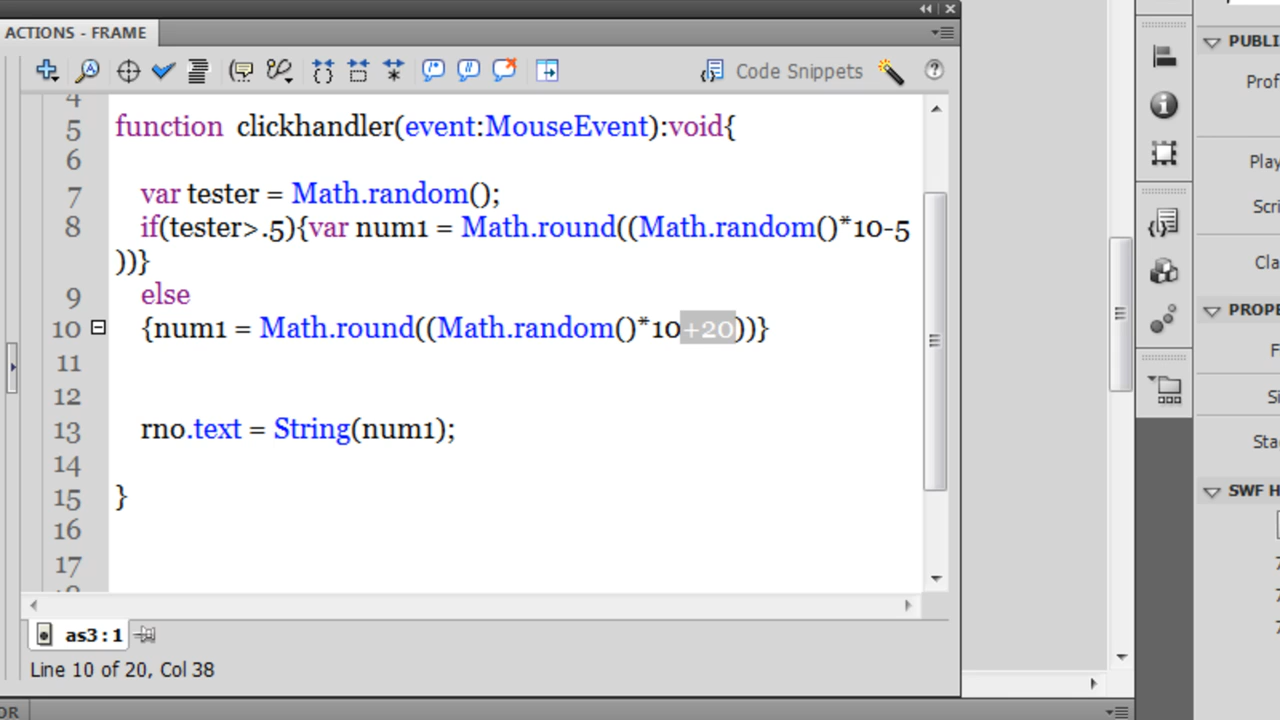 ACTIONS - FRAME
Code Snippets
4
5 function clickhandler(event:MouseEvent):void{
6
7 var tester = Math.random();
8 if(tester>.5){var num1 = Math.round((Math.random()*10-5
))}
9 else
10 {num1 = Math.round((Math.random()*10+20))}
11
12
13 rno.text = String(num1);
14
15 }
16
17
as3:1
Line 10 of 20, Col 38
OR
PUBLI
Prof
Play
Scri
Cla
PROPE
F
Si
Sta
SWF H